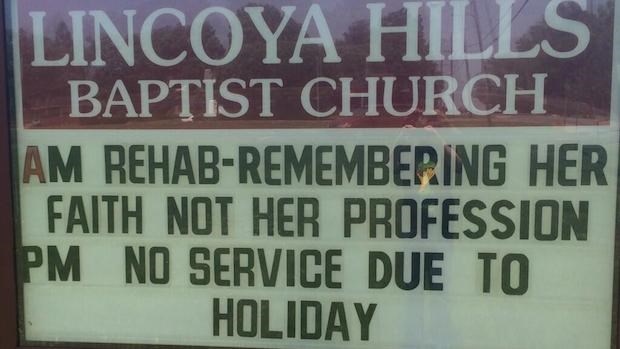 LINCOYA HILLS
BAPTIST CHURCH
AM REHAB-REMEMBERING HER
FAITH NOT HER PROFESSION
PM NO SERVICE DUE TO
HOLIDAY